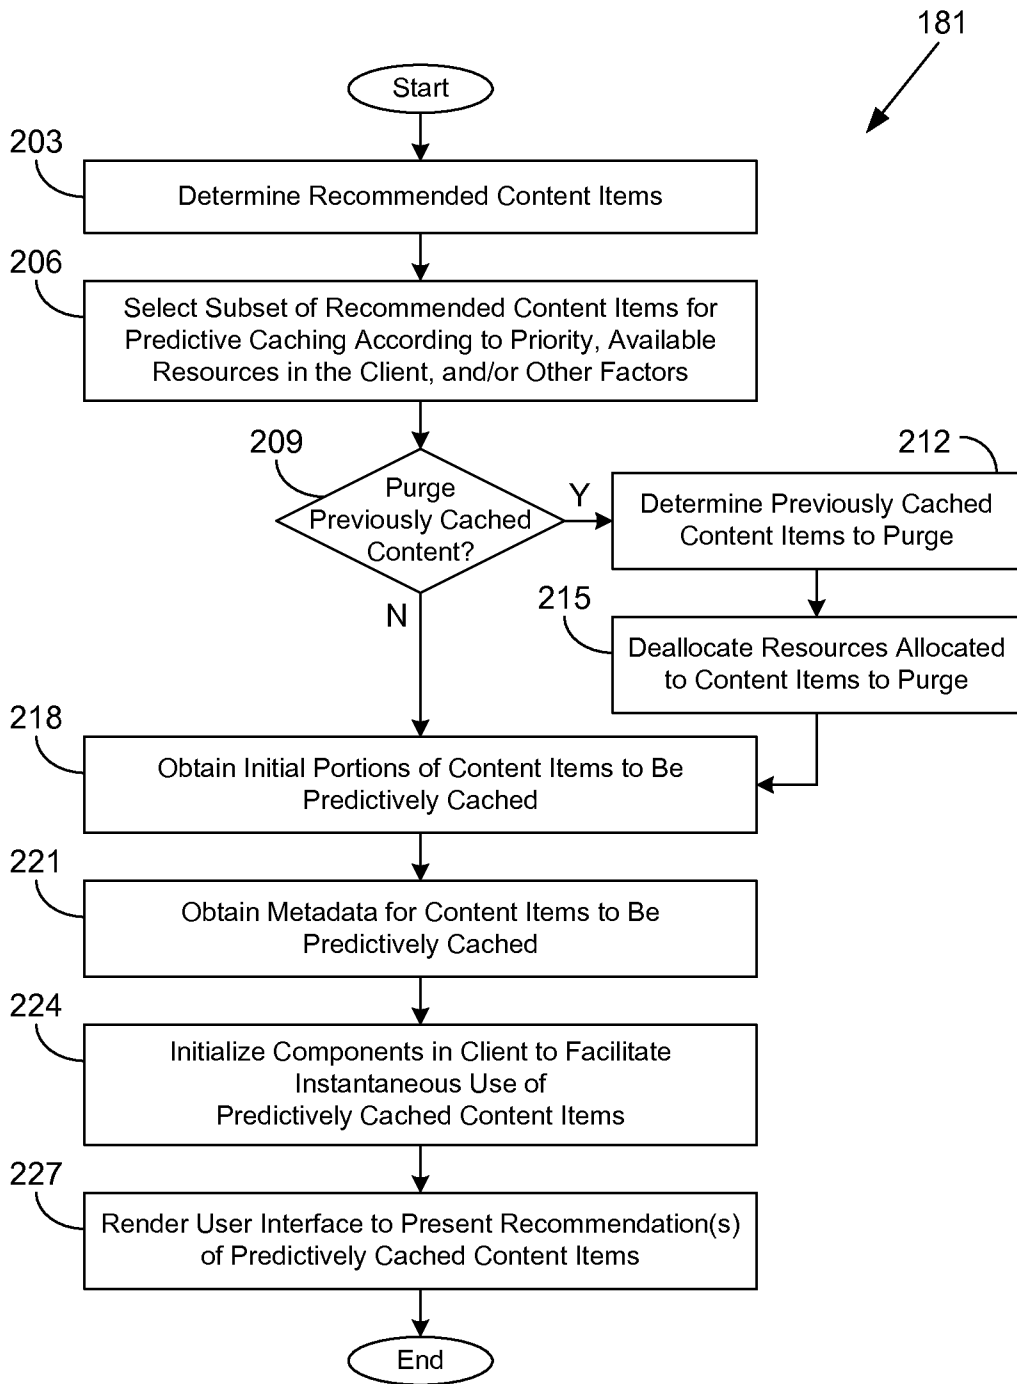 181
Start
203
Determine Recommended Content Items
206
Select Subset of Recommended Content Items for
Predictive Caching According to Priority, Available
Resources in the Client, and/or Other Factors
209
Purge
Previously Cached
Content?
Y
N
212
Determine Previously Cached
Content Items to Purge
215
Deallocate Resources Allocated
to Content Items to Purge
218
Obtain Initial Portions of Content Items to Be
Predictively Cached
221
Obtain Metadata for Content Items to Be
Predictively Cached
224
Initialize Components in Client to Facilitate
Instantaneous Use of
Predictively Cached Content Items
227
Render User Interface to Present Recommendation(s)
of Predictively Cached Content Items
End